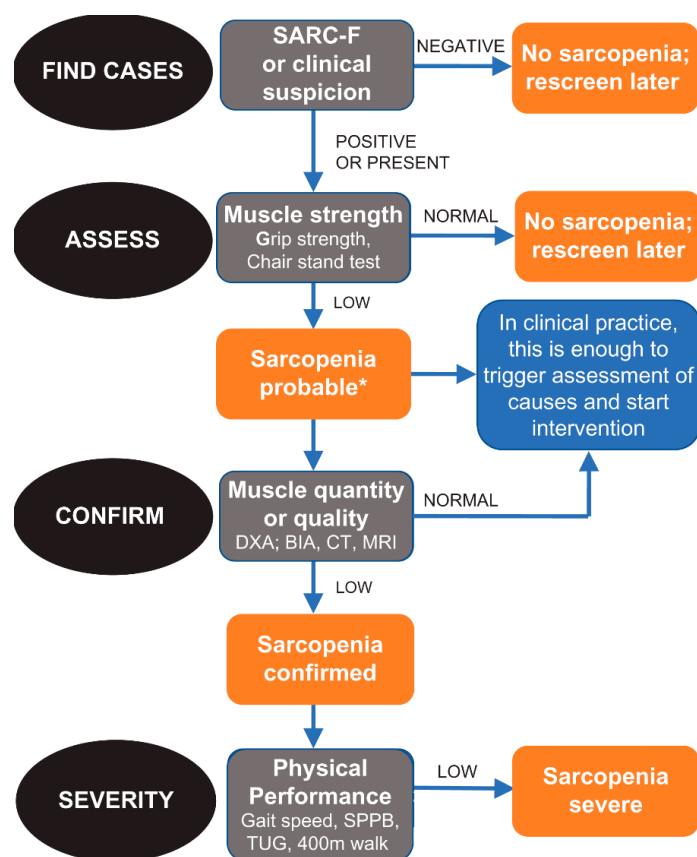 FIND CASES
SARC-F
or clinical
suspicion
NEGATIVE
No sarcopenia;
rescreen later
POSITIVE
OR PRESENT
ASSESS
Muscle strength
Grip strength,
Chair stand test
NORMAL
No sarcopenia;
rescreen later
LOW
Sarcopenia
probable*
In clinical practice,
this is enough to
trigger assessment of
causes and start
intervention
CONFIRM
Muscle quantity
or quality
DXA; BIA, CT, MRI
NORMAL
LOW
Sarcopenia
confirmed
SEVERITY
Physical
Performance
Gait speed, SPPB,
TUG, 400m walk
LOW
Sarcopenia
severe